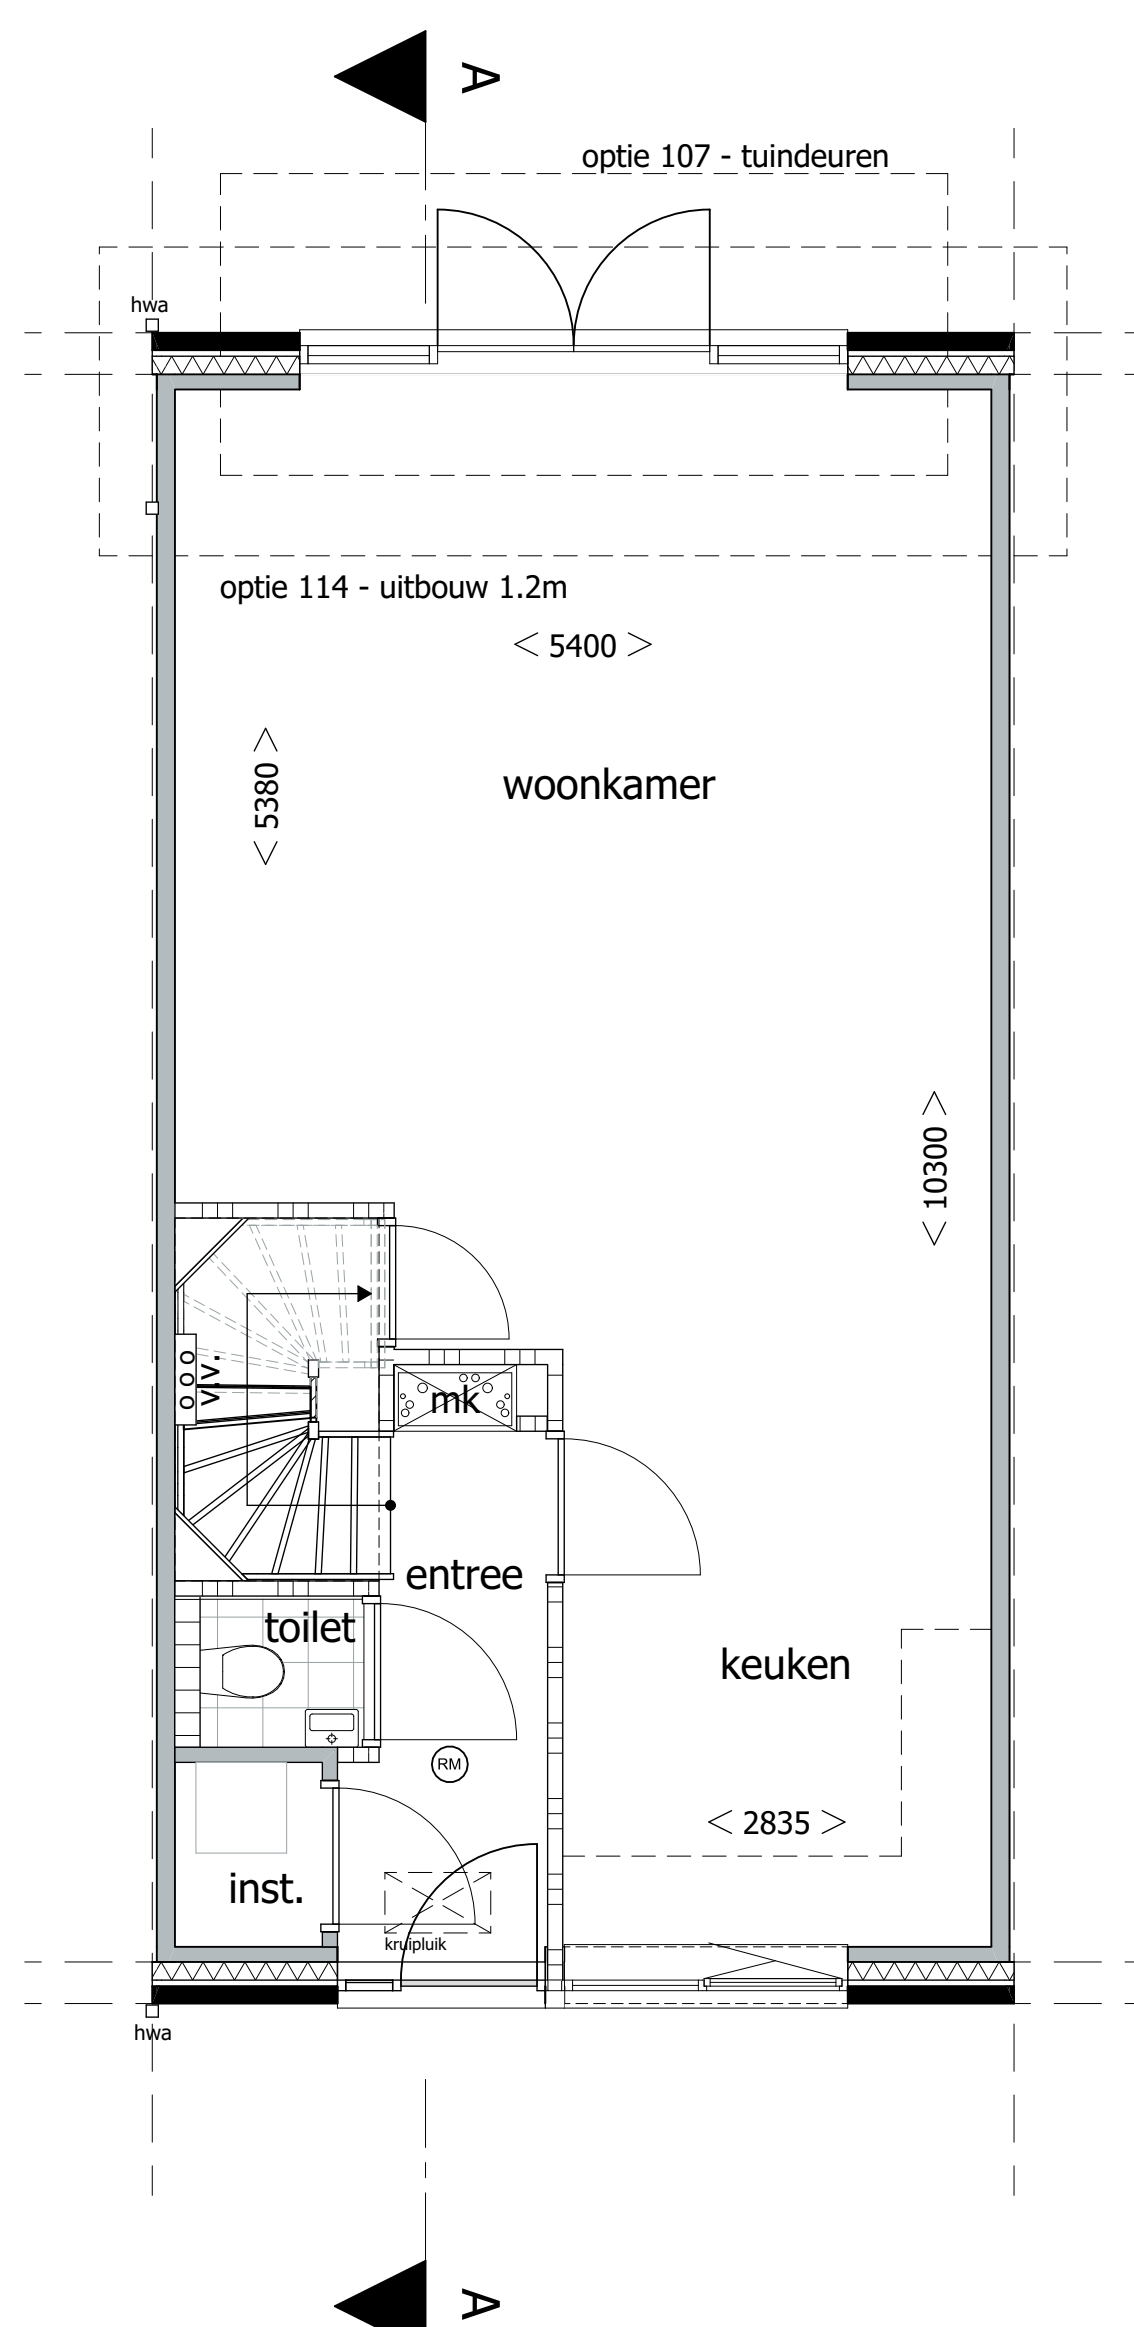 A
optie 107 - tuindeuren
hwa
optie 114 - uitbouw 1.2m
< 5400 >
< 5380 >
woonkamer
< 10300 >
v.v.
mk
entree
toilet
keuken
RM
< 2835 >
inst.
kruipluik
hwa
A